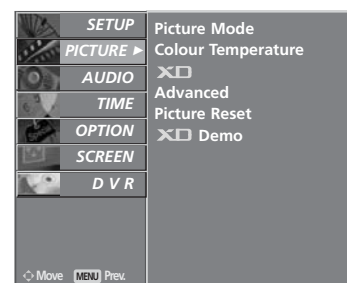 SETUP
PICTURE ►
AUDIO
TIME
OPTION
SCREEN
D V R
Picture Mode
Colour Temperature
XD
Advanced
Picture Reset
XD Demo
Move MENU Prev.